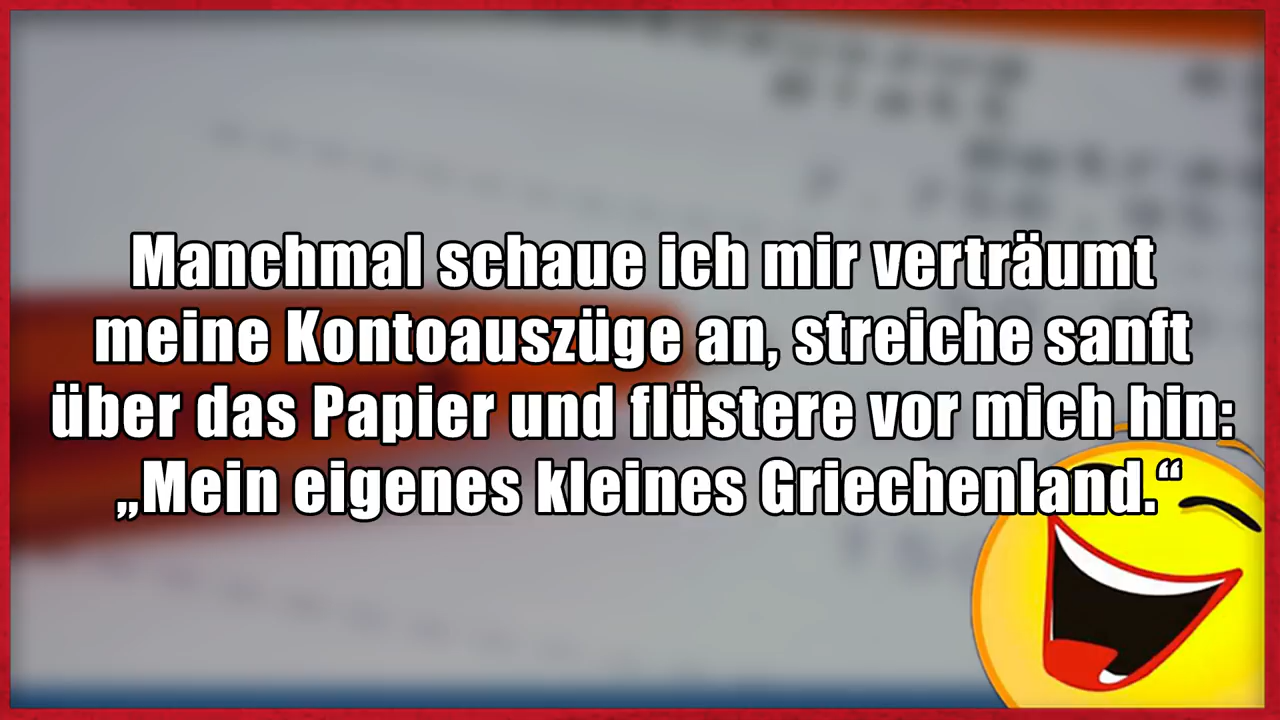 Manchmal schaue ich mir verträumt
meine Kontoauszüge an, streiche sanft
über das Papier und flüstere vor mich hin:
„Mein eigenes kleines Griechenland.“